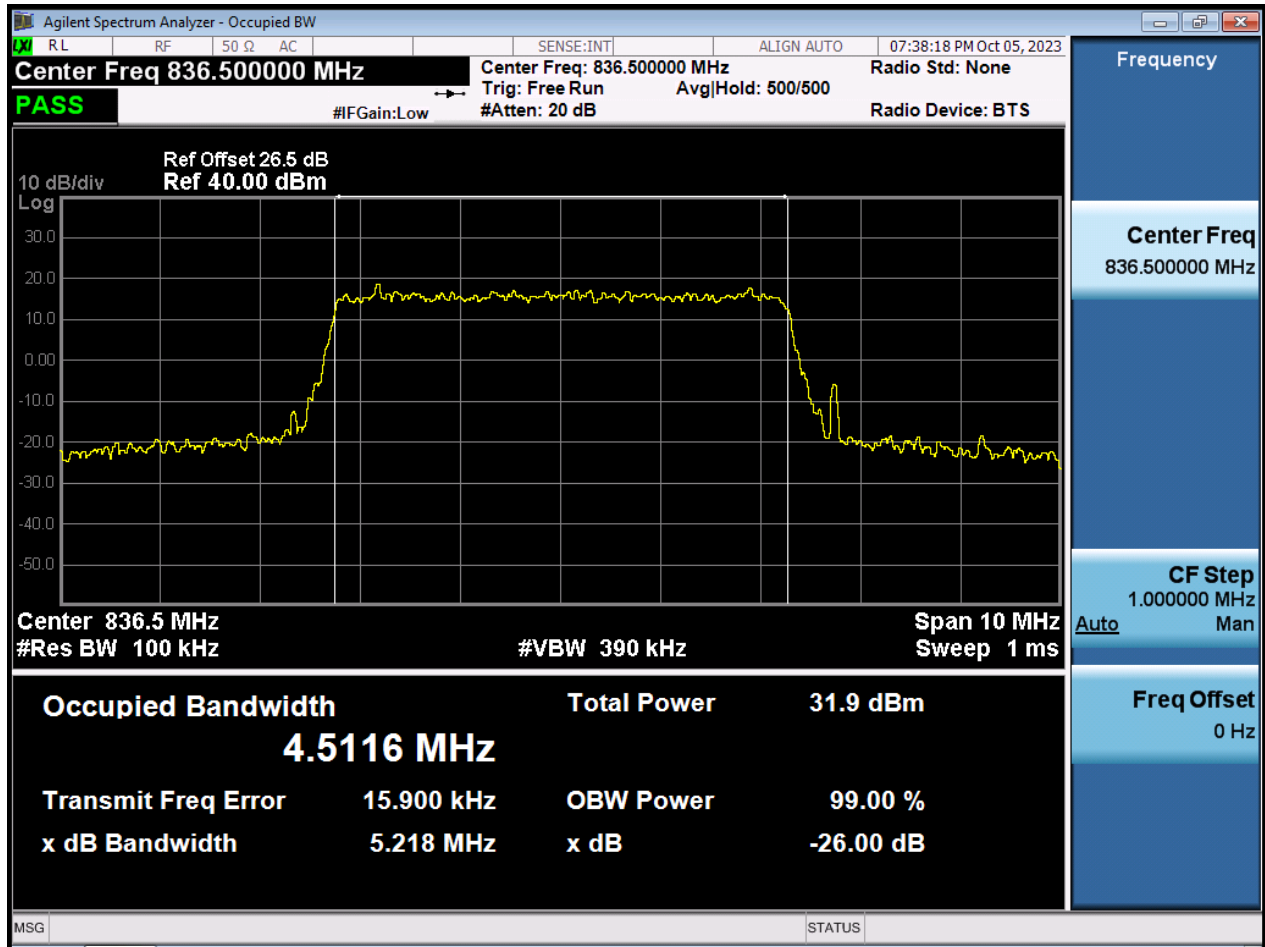 Agilent Spectrum Analyzer - Occupied BW
LXI RL RF 50 Ω AC SENSE:INT ALIGN AUTO 07:38:18 PM Oct 05, 2023
Center Freq 836.500000 MHz
Center Freq: 836.500000 MHz
Radio Std: None
Trig: Free Run Avg|Hold: 500/500
PASS
#IFGain:Low
#Atten: 20 dB
Radio Device: BTS
Ref Offset 26.5 dB
10 dB/div Ref 40.00 dBm
Log
30.0
20.0
10.0
0.00
-10.0
-20.0
-30.0
-40.0
-50.0
Center 836.5 MHz Span 10 MHz
#Res BW 100 kHz #VBW 390 kHz Sweep 1 ms
Occupied Bandwidth Total Power 31.9 dBm
4.5116 MHz
Transmit Freq Error 15.900 kHz OBW Power 99.00 %
x dB Bandwidth 5.218 MHz x dB -26.00 dB
MSG STATUS
Frequency
Center Freq
836.500000 MHz
CF Step
1.000000 MHz
Auto Man
Freq Offset
0 Hz